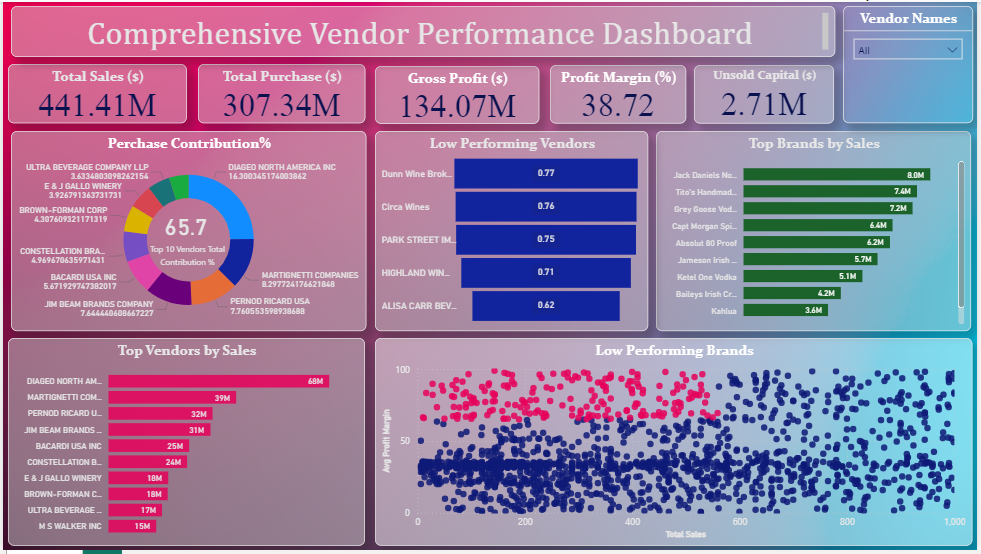 Comprehensive Vendor Performance Dashboard
Vendor Names
All
Total Sales ($)
441.41M
Total Purchase ($)
307.34M
Gross Profit ($)
134.07M
Profit Margin (%)
38.72
Unsold Capital ($)
2.71M
Perchase Contribution%
ULTRA BEVERAGE COMPANY LLP
3.6334803098262154
E & J GALLO WINERY
3.926791363731731
BROWN-FORMAN CORP
4.307609321171319
CONSTELLATION BRA...
4.969670635971431
BACARDI USA INC
5.671929747382017
JIM BEAM BRANDS COMPANY
7.644440608667227
DIAGEO NORTH AMERICA INC
16.300345174003862
MARTIGNETTI COMPANIES
8.297724176621848
PERNOD RICARD USA
7.760553598938688
65.7
Top 10 Vendors Total
Contribution %
Low Performing Vendors
Dunn Wine Brok...
0.77
Circa Wines
0.76
PARK STREET IM...
0.75
HIGHLAND WIN...
0.71
ALISA CARR BEV...
0.62
Top Brands by Sales
Jack Daniels No...
8.0M
Tito's Handmad...
7.4M
Grey Goose Vod...
7.2M
Capt Morgan Spi...
6.4M
Absolut 80 Proof
6.2M
Jameson Irish ...
5.7M
Ketel One Vodka
5.1M
Baileys Irish Cr...
4.2M
Kahlua
3.6M
Top Vendors by Sales
DIAGEO NORTH AM...
68M
MARTIGNETTI COM...
39M
PERNOD RICARD U...
32M
JIM BEAM BRANDS ...
31M
BACARDI USA INC
25M
CONSTELLATION B...
24M
E & J GALLO WINERY
18M
BROWN-FORMAN C...
18M
ULTRA BEVERAGE ...
17M
M S WALKER INC
15M
Low Performing Brands
Avg Profit Margin
100
50
0
0
200
400
600
800
1,000
Total Sales